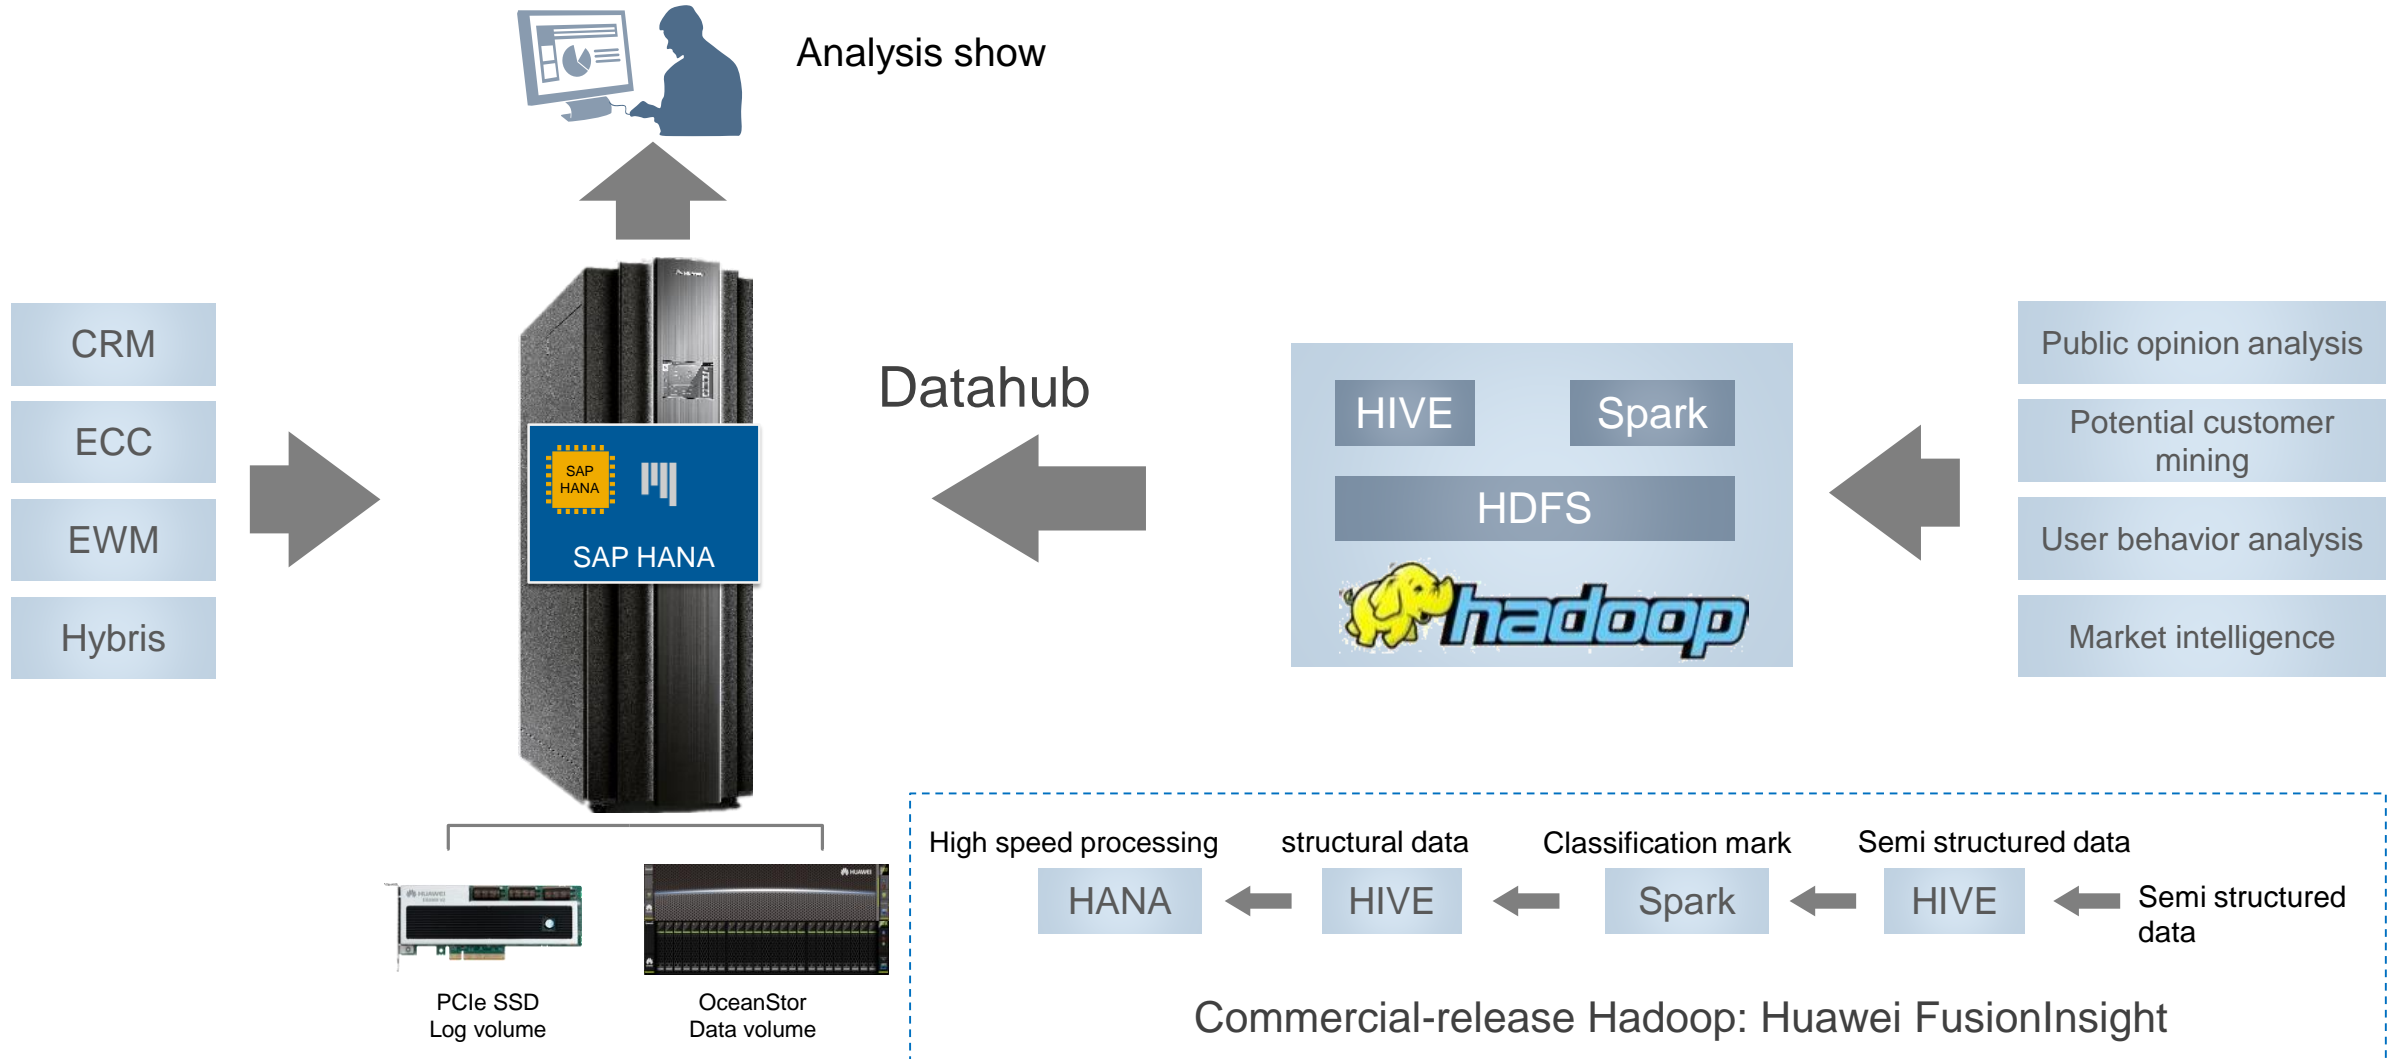 Analysis show
CRM
ECC
EWM
Hybris
SAP
HANA
SAP HANA
Datahub
HIVE
Spark
HDFS
hadoop
Public opinion analysis
Potential customer
mining
User behavior analysis
Market intelligence
HUAWEI
HUAWEI
PCIe SSD
Log volume
OceanStor
Data volume
High speed processing
structural data
Classification mark
Semi structured data
HANA
HIVE
Spark
HIVE
Semi structured
data
Commercial-release Hadoop: Huawei FusionInsight